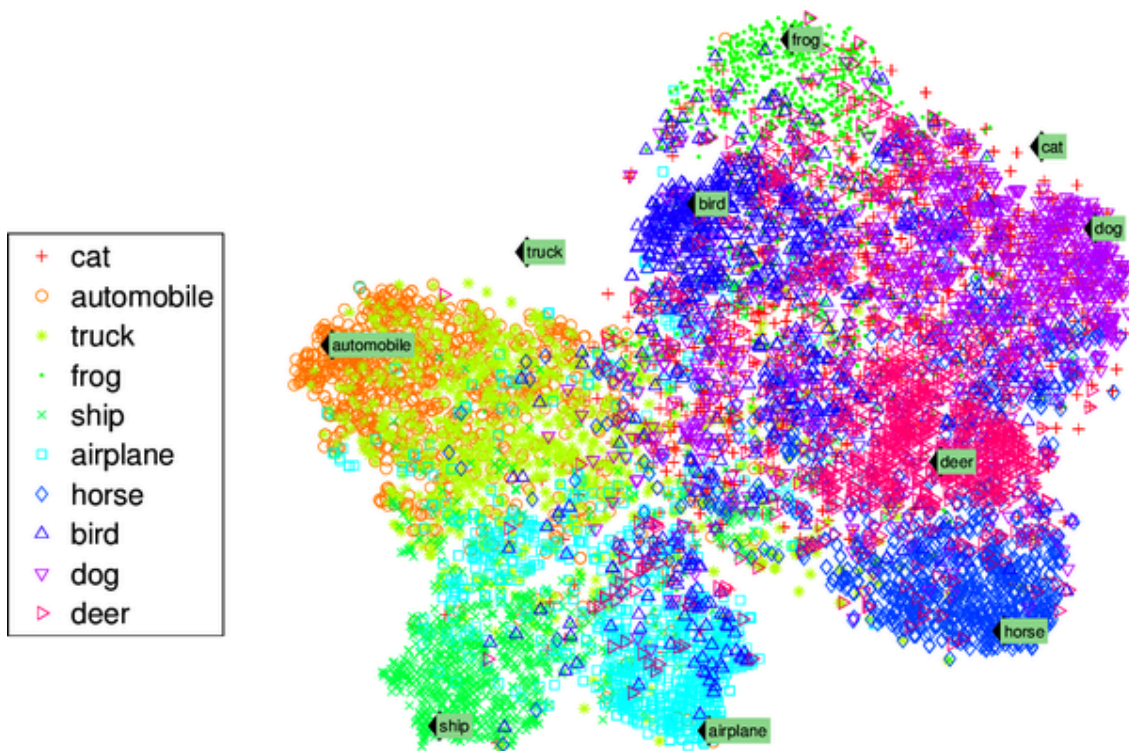 cat
automobile
truck
frog
ship
airplane
horse
bird
dog
deer
frog
cat
bird
dog
truck
automobile
deer
horse
ship
airplane